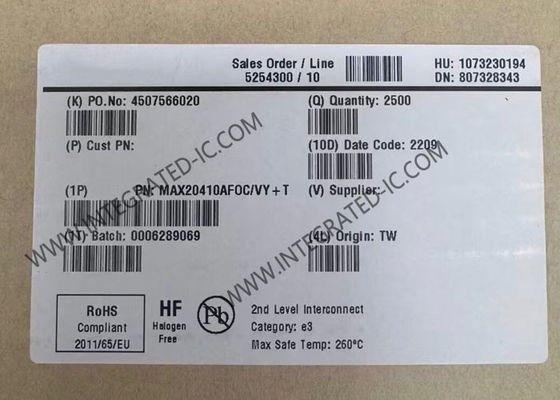 Sales Order / Line
5254300 / 10
HU: 1073230194
DN: 807328343
(K) PO.No: 4507566020
(Q) Quantity: 2500
(P) Cust PN:
(10D) Date Code: 2209
(1P) PN: MAX20410AFOC/VY+T
(V) Supplier:
(1T) Batch: 0006289069
(4L) Origin: TW
RoHS
Compliant
2011/65/EU
HF
Halogen
Free
Pb
2nd Level Interconnect
Category: e3
Max Safe Temp: 260°C
WWW.INTEGRATED-IC.COM
WWW.INTEGRATED-IC.COM